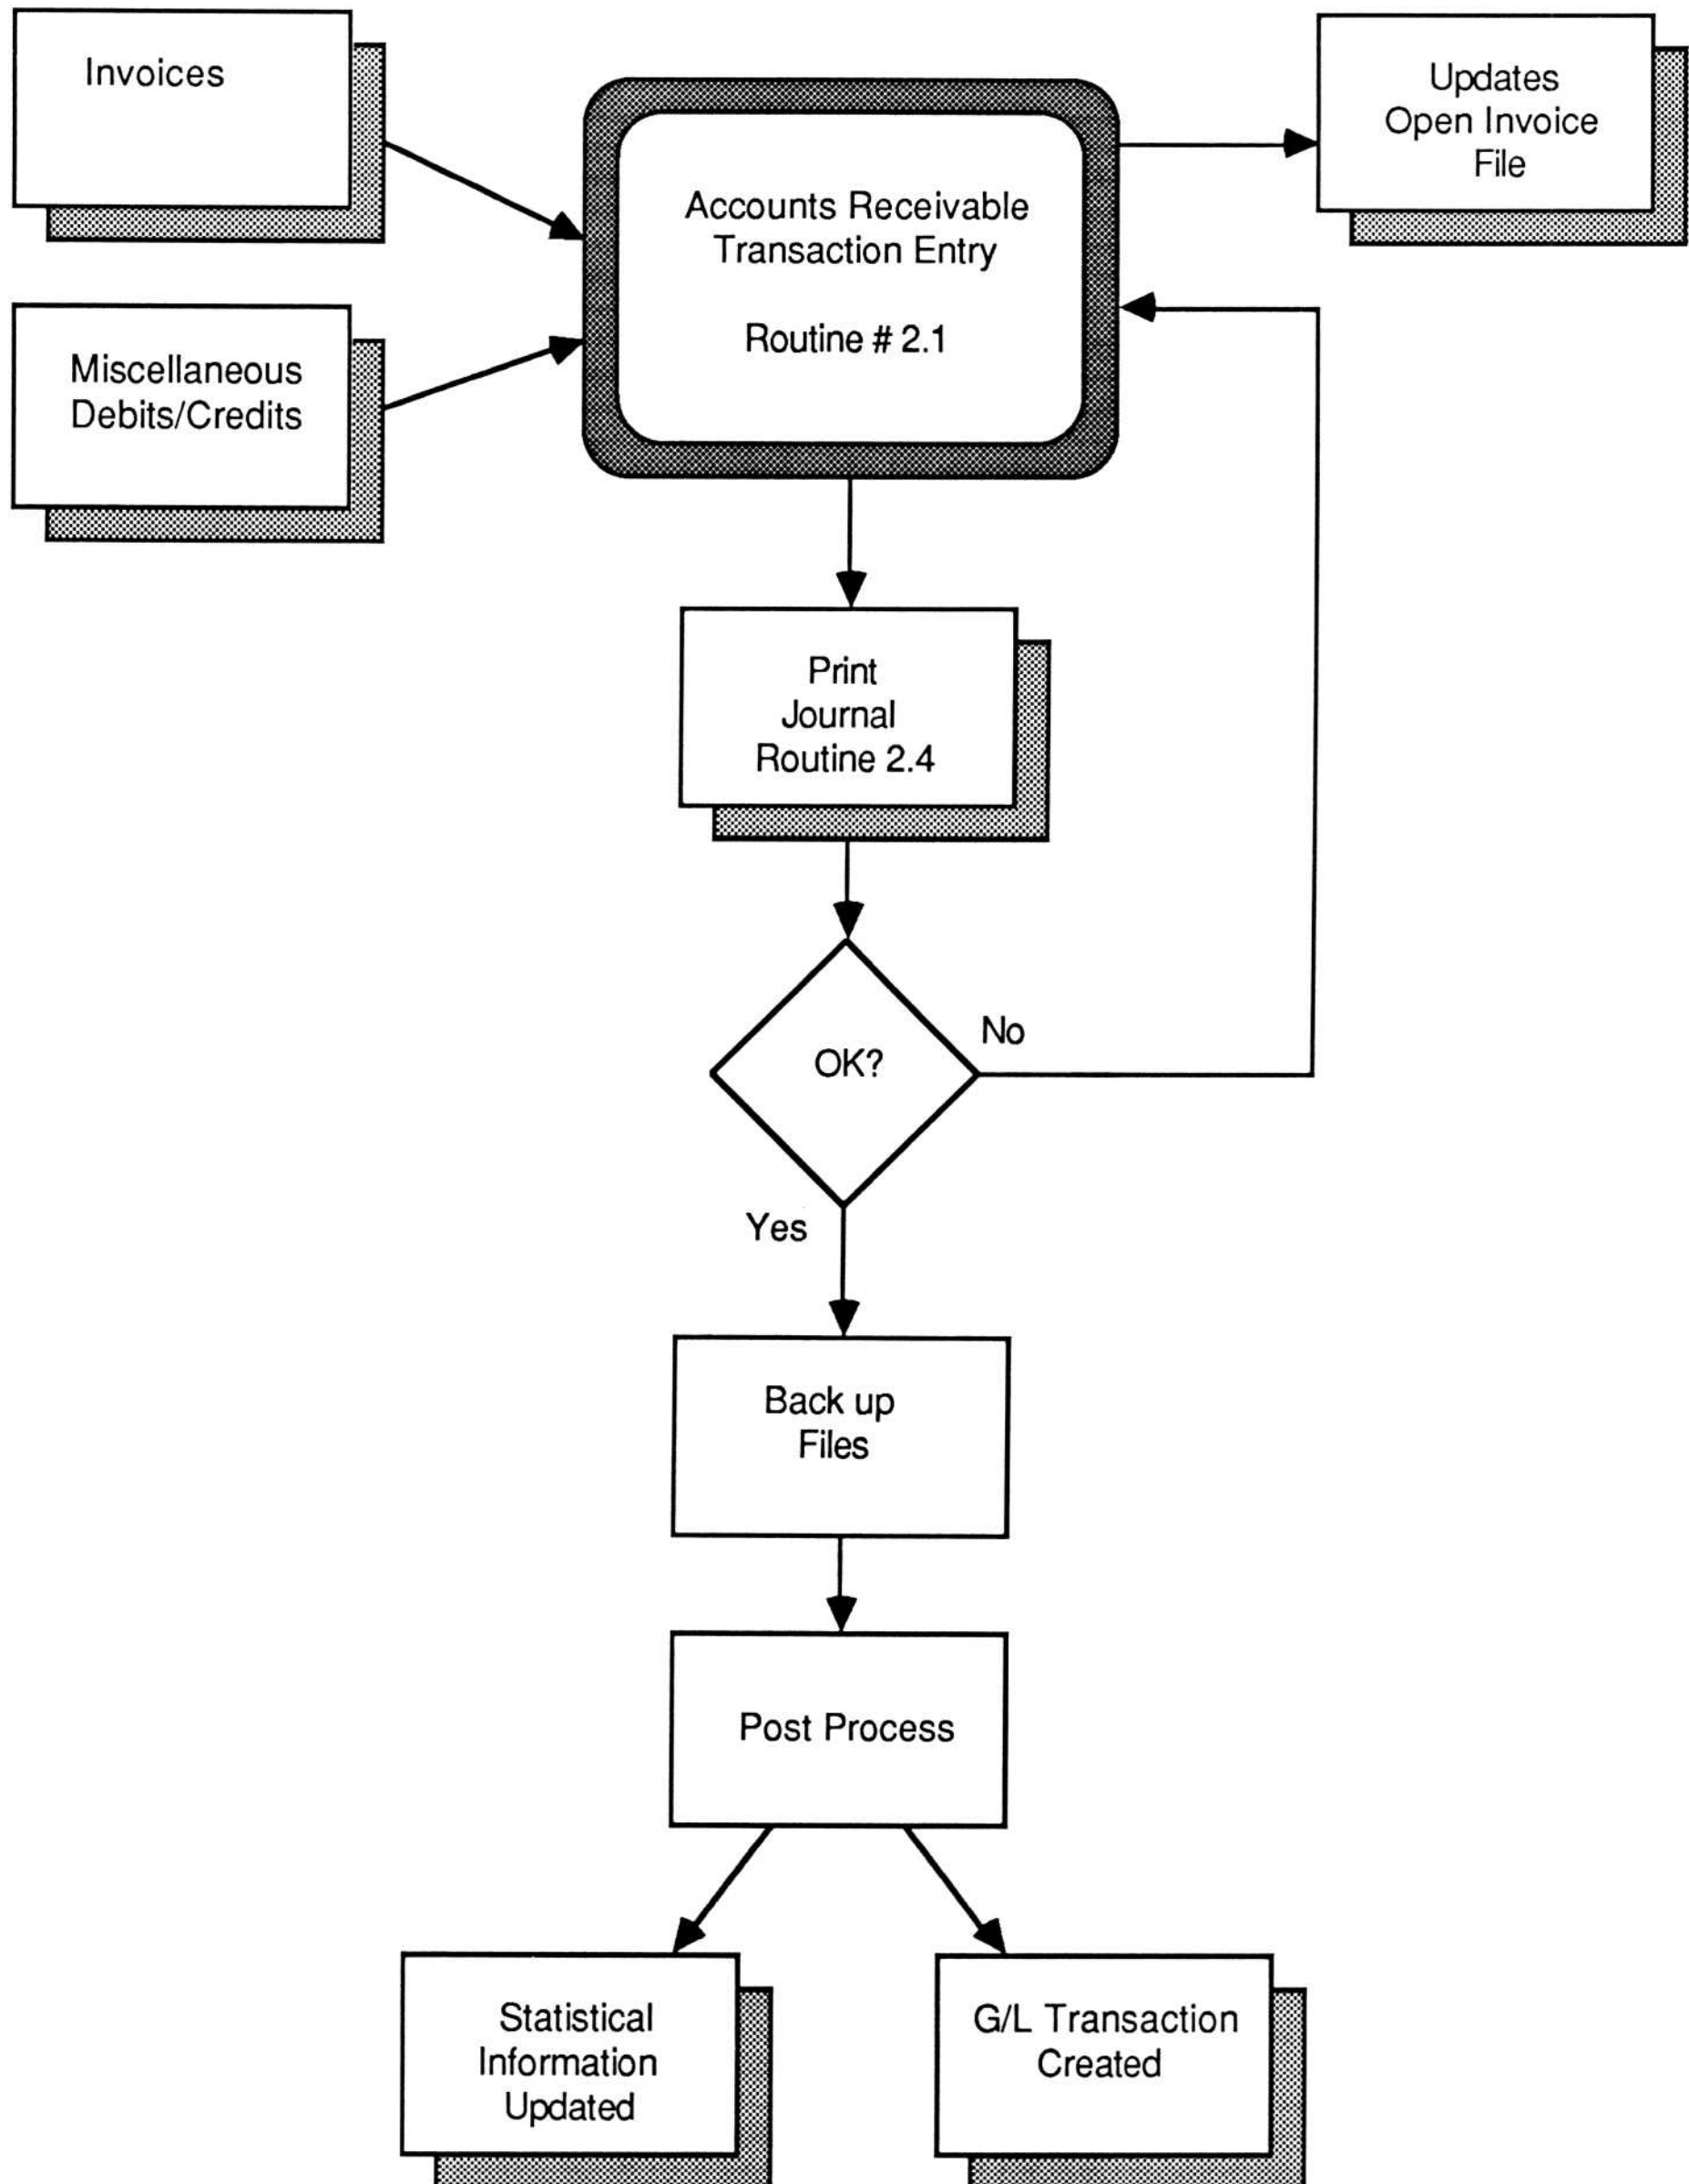 Invoices
Updates
Open Invoice
File
Accounts Receivable
Transaction Entry
Routine # 2.1
Miscellaneous
Debits/Credits
Print
Journal
Routine 2.4
OK?
No
Yes
Back up
Files
Post Process
Statistical
Information
Updated
G/L Transaction
Created